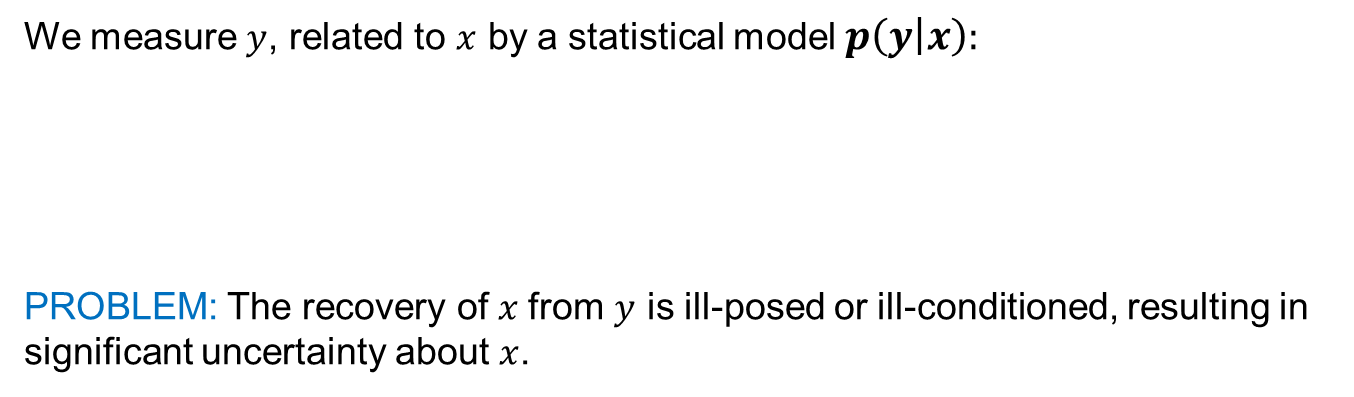 We measure y, related to x by a statistical model p(y|x):
PROBLEM: The recovery of x from y is ill-posed or ill-conditioned, resulting in
significant uncertainty about x.